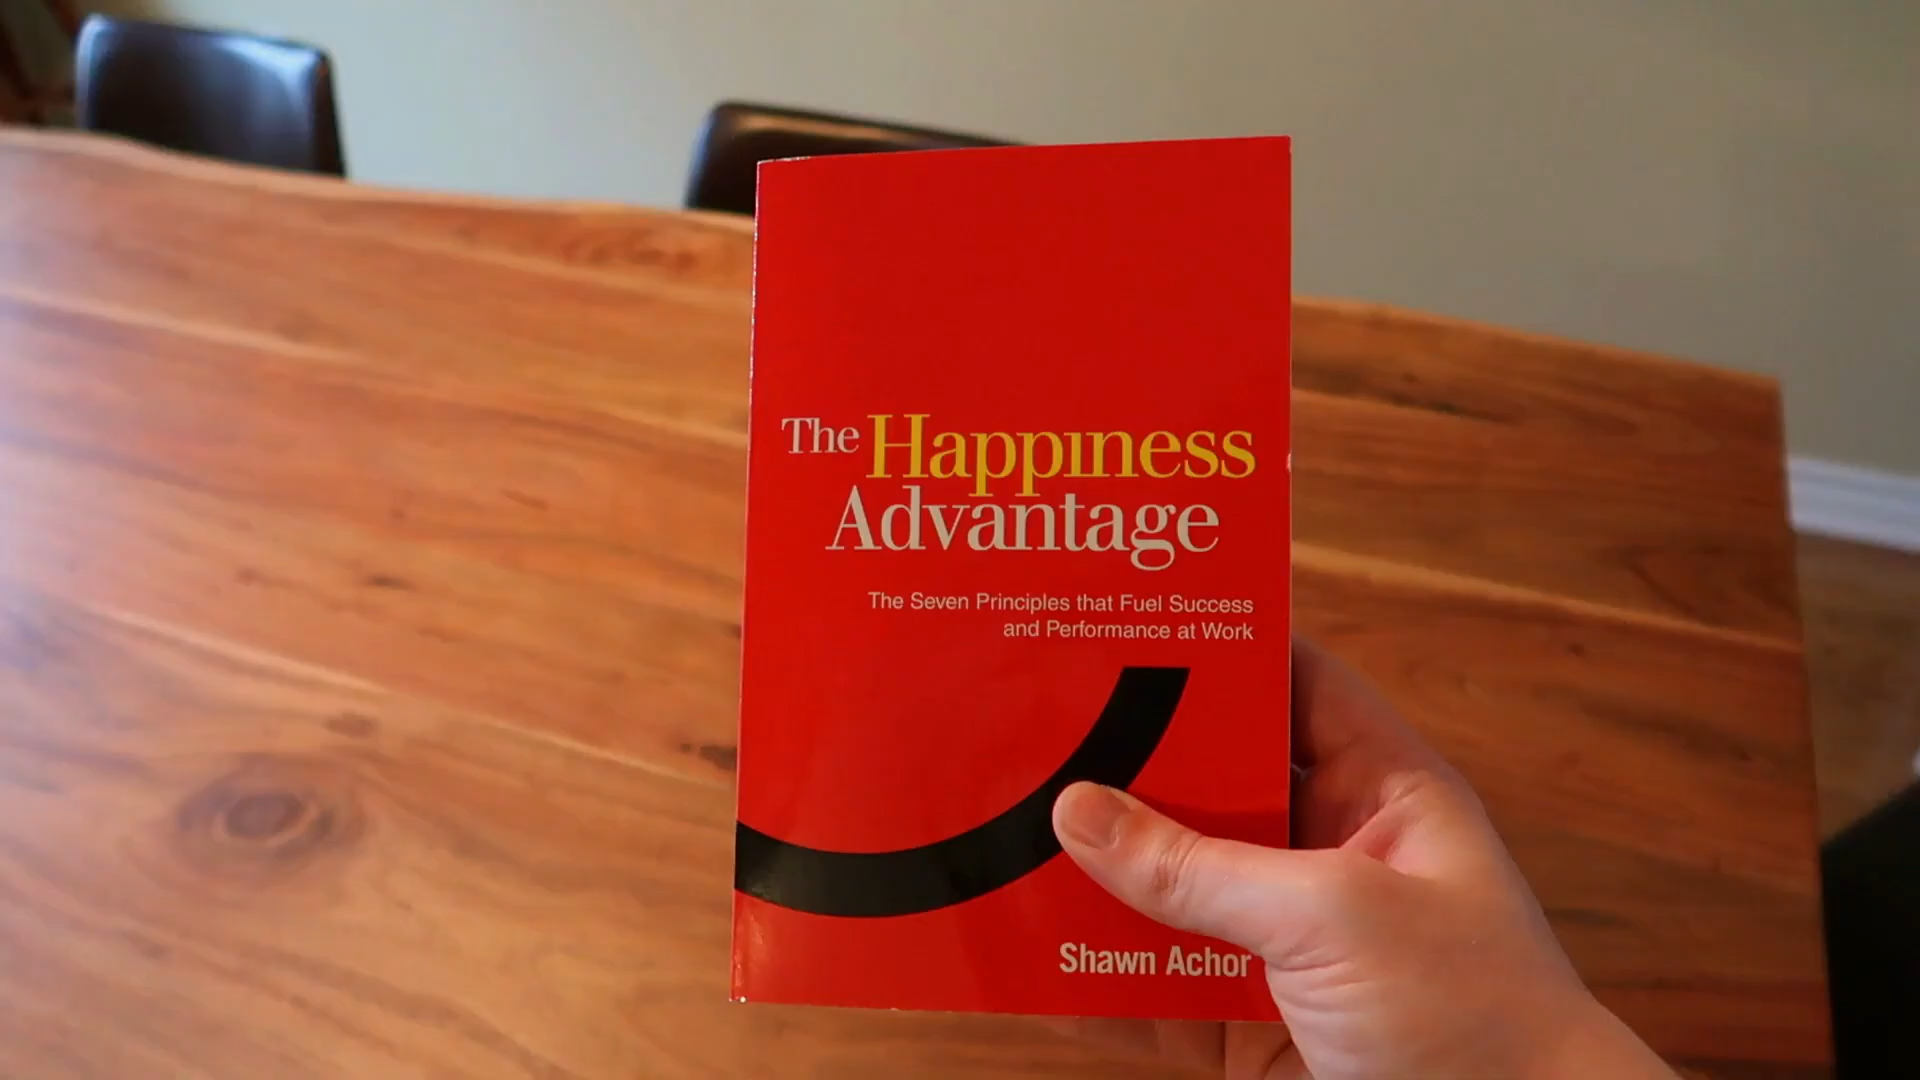 The Happiness
Advantage
The Seven Principles that Fuel Success
and Performance at Work
Shawn Achor